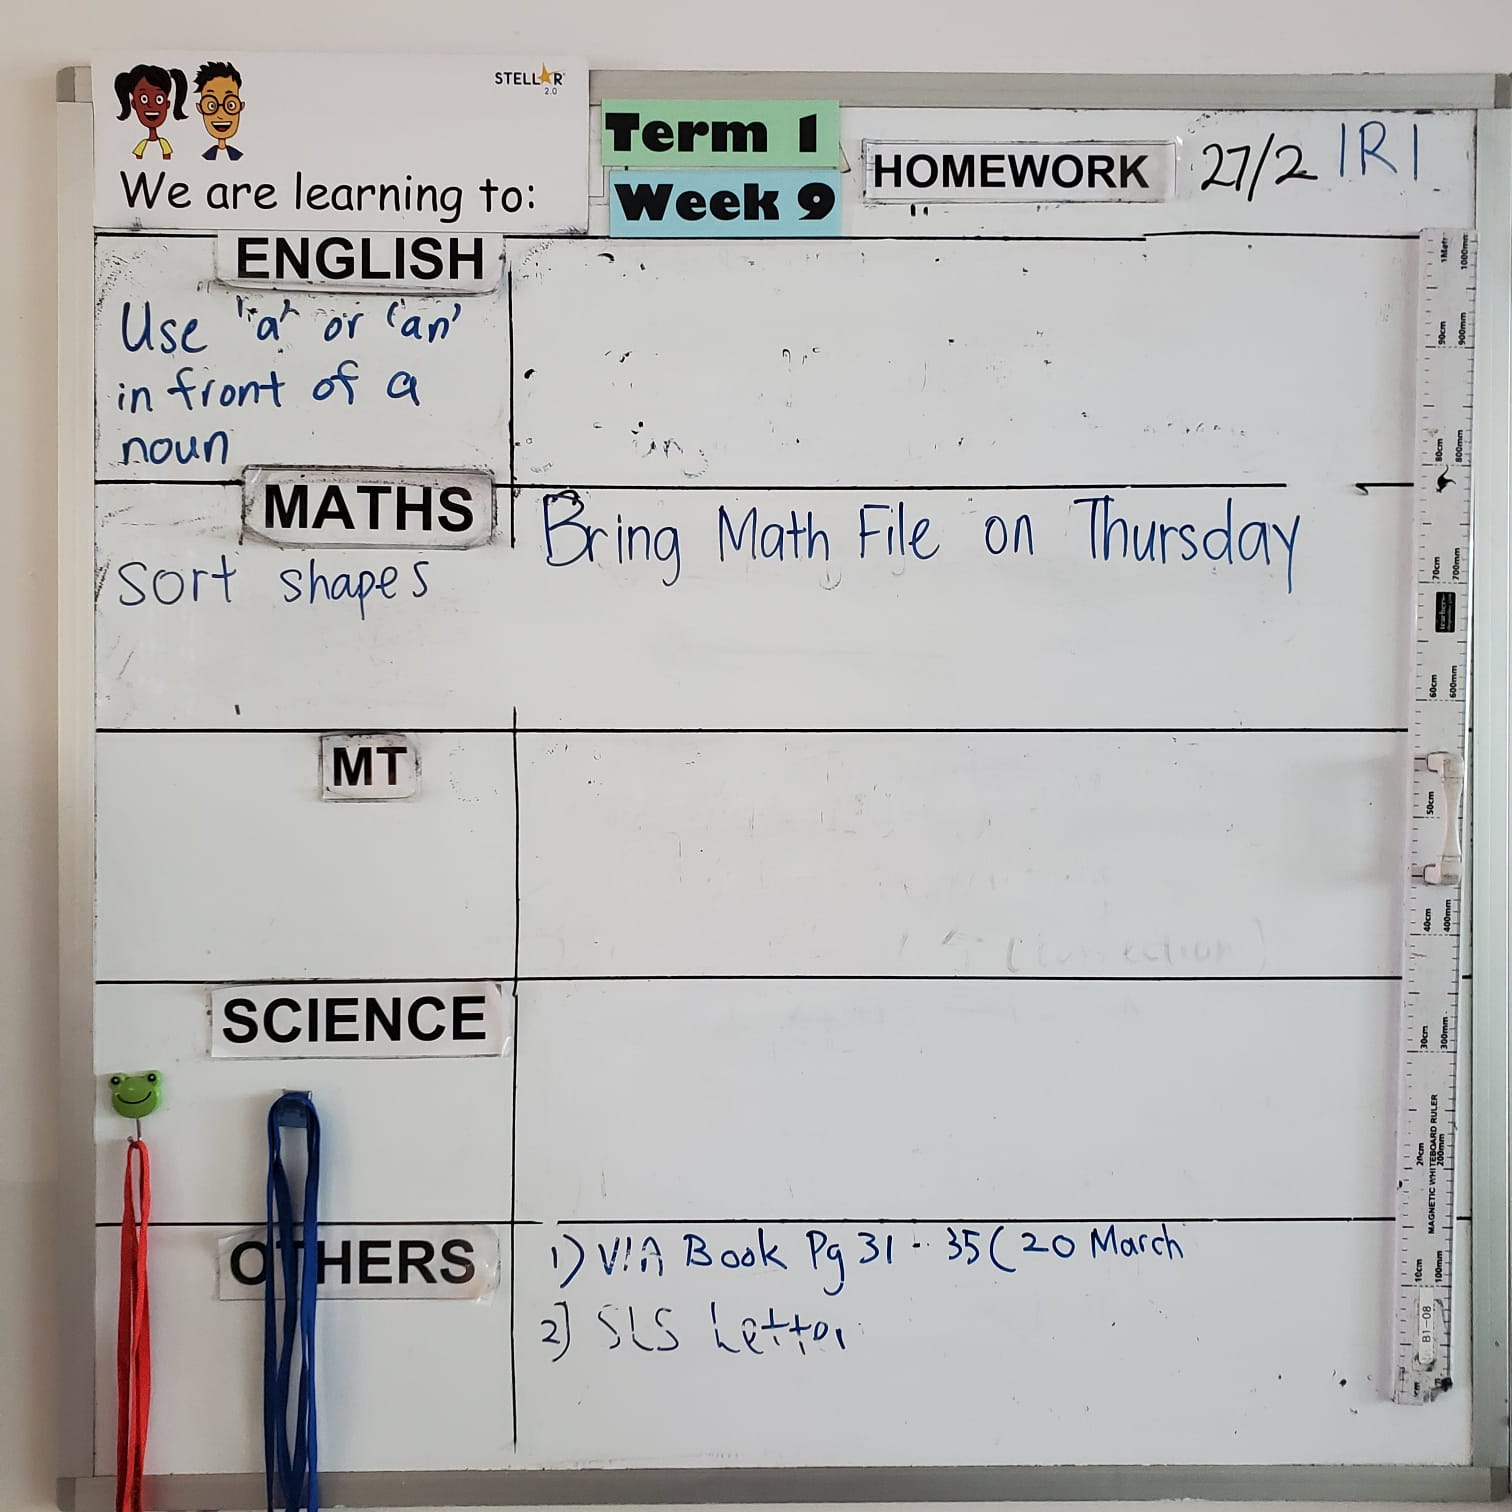 STELLAR
2.0
We are learning to:
Term 1
Week 9
HOMEWORK 27/2 1R1
ENGLISH
Use 'a' or 'an'
in front of a
noun
MATHS
Sort shapes
Bring Math File on Thursday
MT
SCIENCE
OTHERS
1) VIA Book Pg 31 - 35 ( 20 March
2) SLS Letter
1000mm
90cm 900mm
80cm 800mm
70cm 700mm
60cm 600mm
50cm
40cm 400mm
30cm 300mm
20cm 200mm
MAGNETIC WHITEBOARD RULER
10cm 100mm
B1-08